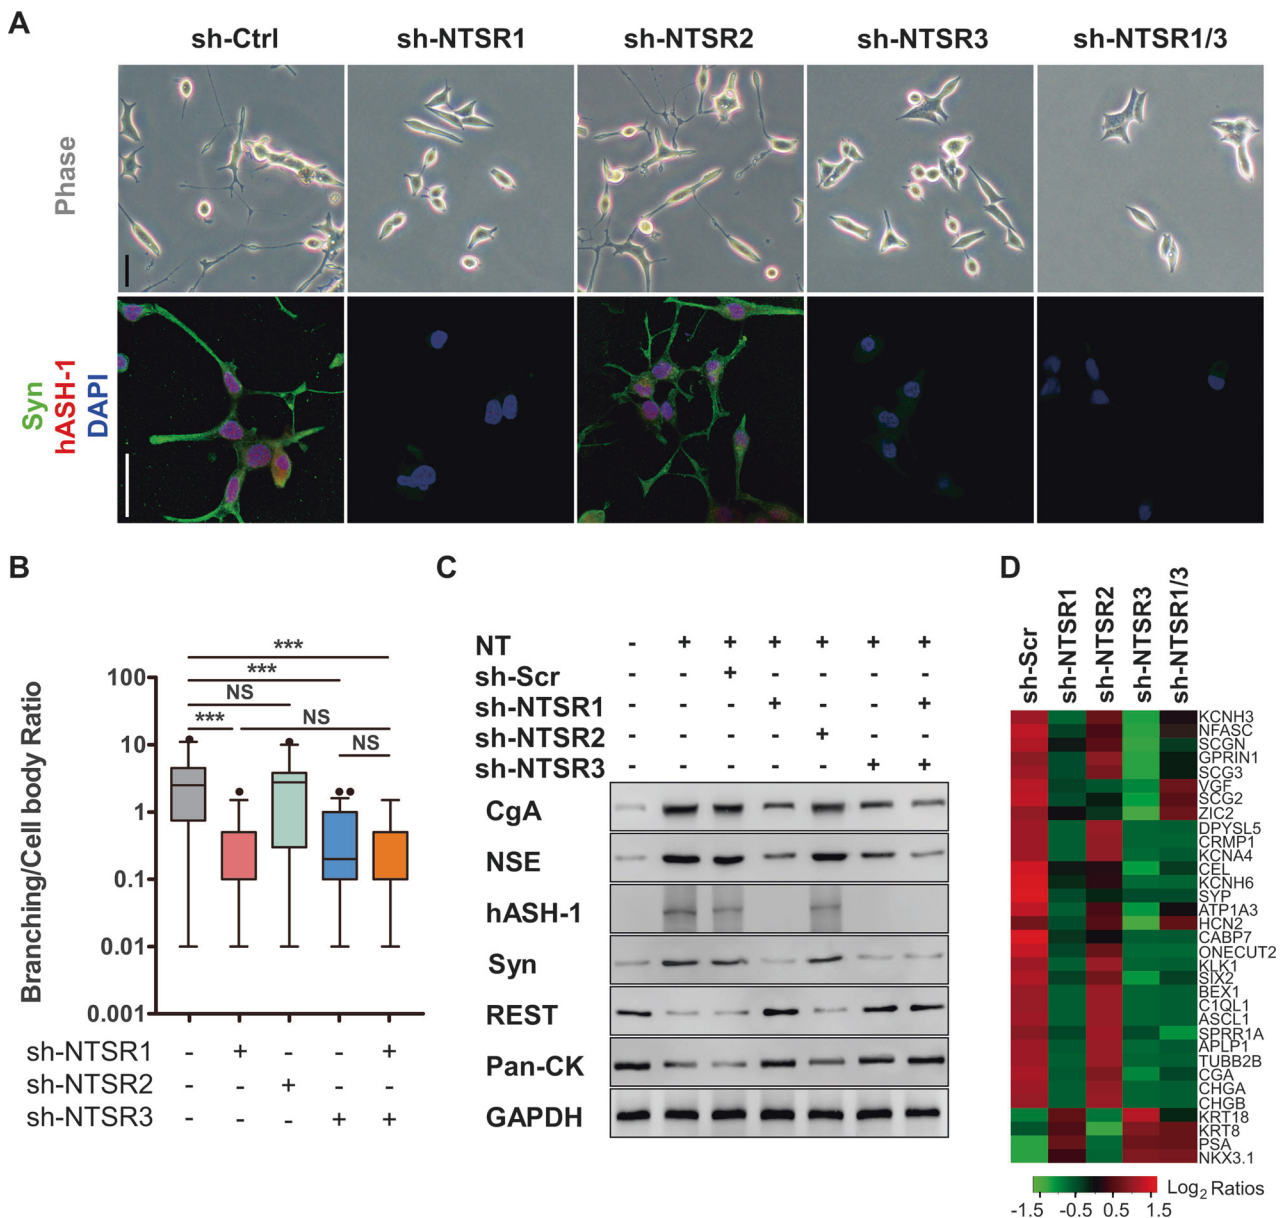 A
sh-Ctrl sh-NTSR1 sh-NTSR2 sh-NTSR3 sh-NTSR1/3
Phase
Syn
hASH-1
DAPI
B
*** 
***
NS
*** NS
NS
Branching/Cell body Ratio
100
10
1
0.1
0.01
0.001
sh-NTSR1 - + - - +
sh-NTSR2 - - + - -
sh-NTSR3 - - - + +
C
NT - + + + + + +
sh-Scr - - + - - - -
sh-NTSR1 - - - + - - +
sh-NTSR2 - - - - + - -
sh-NTSR3 - - - - - + +
CgA
NSE
hASH-1
Syn
REST
Pan-CK
GAPDH
D
sh-Scr
sh-NTSR1
sh-NTSR2
sh-NTSR3
sh-NTSR1/3
KCNH3
NFASC
SCGN
GPRIN1
SCG3
VGF
SCG2
ZIC2
DPYSL5
CRMP1
KCNA4
CEL
KCNH6
SYP
ATP1A3
HCN2
CABP7
ONECUT2
KLK1
SIX2
BEX1
C1QL1
ASCL1
SPRR1A
APLP1
TUBB2B
CGA
CHGA
CHGB
KRT18
KRT8
PSA
NKX3.1
Log2 Ratios
-1.5 -0.5 0.5 1.5